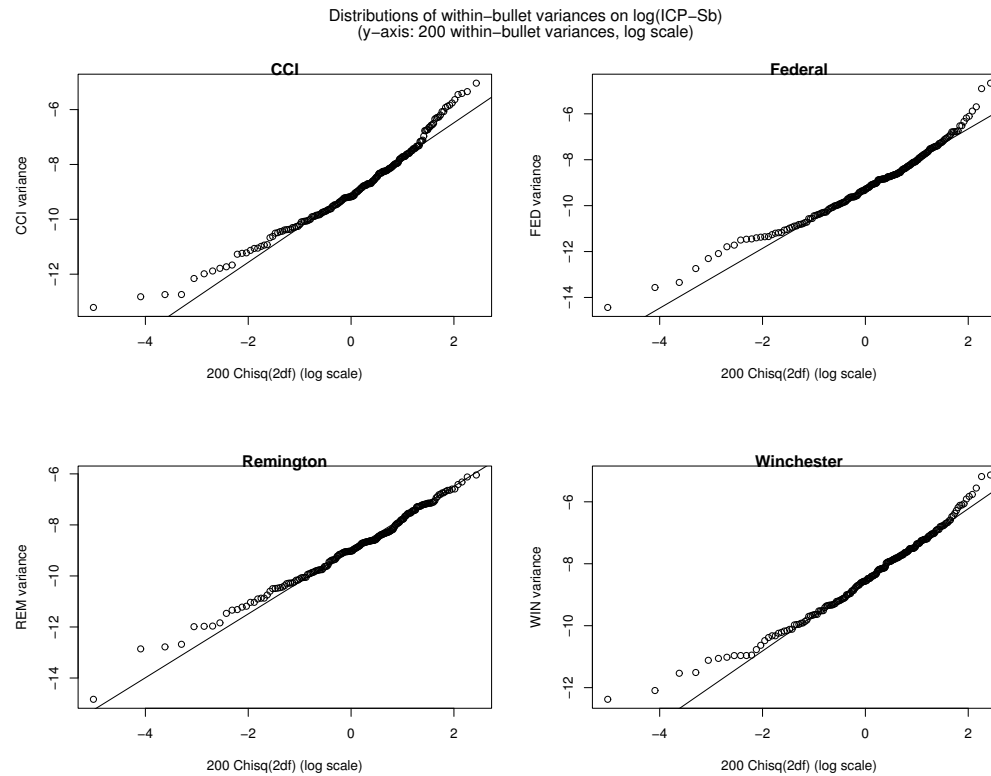 Distributions of within−bullet variances on log(ICP−Sb)
(y−axis: 200 within−bullet variances, log scale)
CCI
CCI variance
−6
−8
−10
−12
−4
−2
0
2
200 Chisq(2df) (log scale)
Federal
FED variance
−6
−8
−10
−12
−14
−4
−2
0
2
200 Chisq(2df) (log scale)
Remington
REM variance
−6
−8
−10
−12
−14
−4
−2
0
2
200 Chisq(2df) (log scale)
Winchester
WIN variance
−6
−8
−10
−12
−4
−2
0
2
200 Chisq(2df) (log scale)